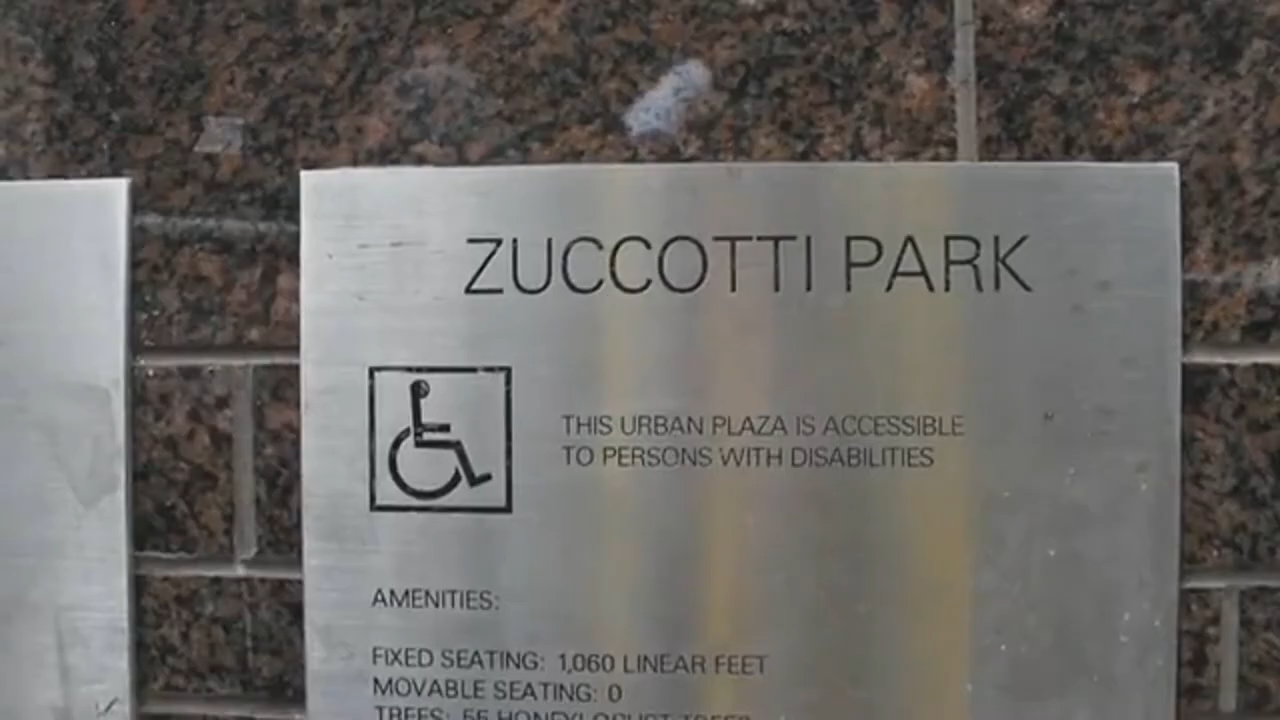 ZUCCOTTI PARK
THIS URBAN PLAZA IS ACCESSIBLE
TO PERSONS WITH DISABILITIES
AMENITIES:
FIXED SEATING: 1,060 LINEAR FEET
MOVABLE SEATING: 0
TREES: 55 HONEYLOCUST TREES